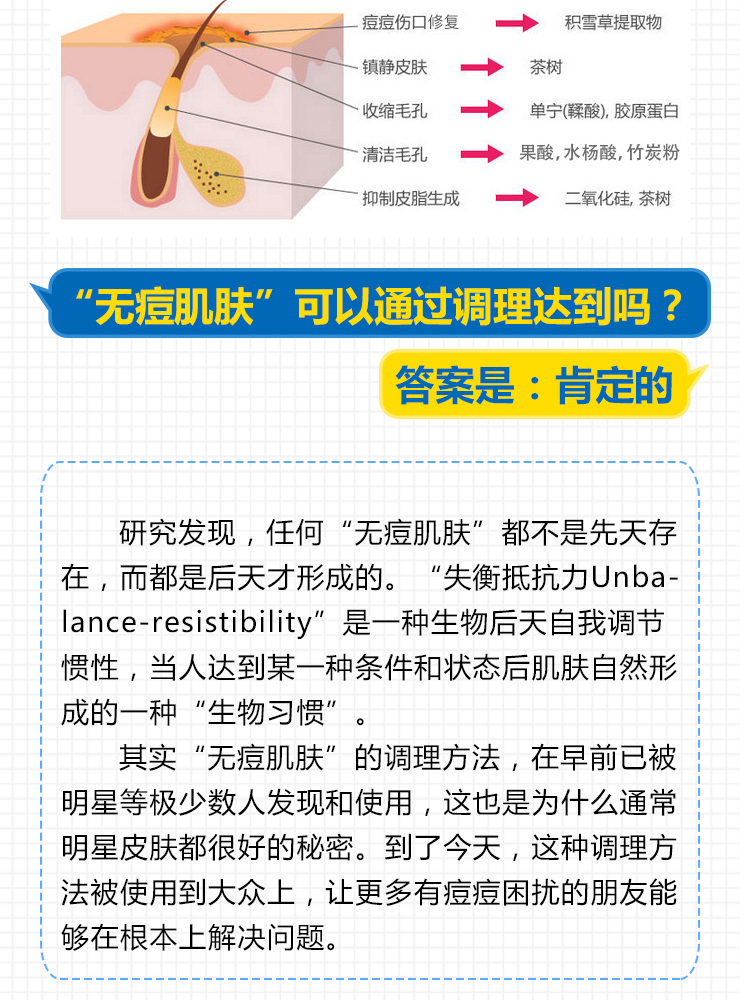 痘痘伤口修复 积雪草提取物
镇静皮肤 茶树
收缩毛孔 单宁(鞣酸), 胶原蛋白
清洁毛孔 果酸, 水杨酸, 竹炭粉
抑制皮脂生成 二氧化硅, 茶树
“无痘肌肤”可以通过调理达到吗？
答案是：肯定的
研究发现，任何“无痘肌肤”都不是先天存
在，而都是后天才形成的。“失衡抵抗力Unba-
lance-resistibility”是一种生物后天自我调节
惯性，当人达到某一种条件和状态后肌肤自然形
成的一种“生物习惯”。
其实“无痘肌肤”的调理方法，在早前已被
明星等极少数人发现和使用，这也是为什么通常
明星皮肤都很好的秘密。到了今天，这种调理方
法被使用到大众上，让更多有痘痘困扰的朋友能
够在根本上解决问题。